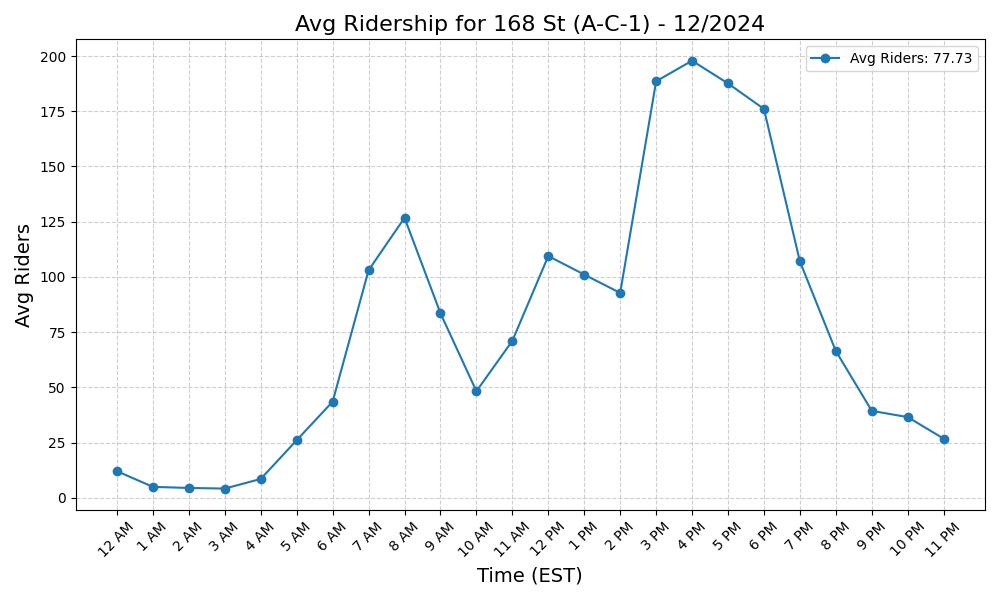 Avg Ridership for 168 St (A-C-1) - 12/2024
Avg Riders: 77.73
Avg Riders
200
175
150
125
100
75
50
25
0
12 AM
1 AM
2 AM
3 AM
4 AM
5 AM
6 AM
7 AM
8 AM
9 AM
10 AM
11 AM
12 PM
1 PM
2 PM
3 PM
4 PM
5 PM
6 PM
7 PM
8 PM
9 PM
10 PM
11 PM
Time (EST)